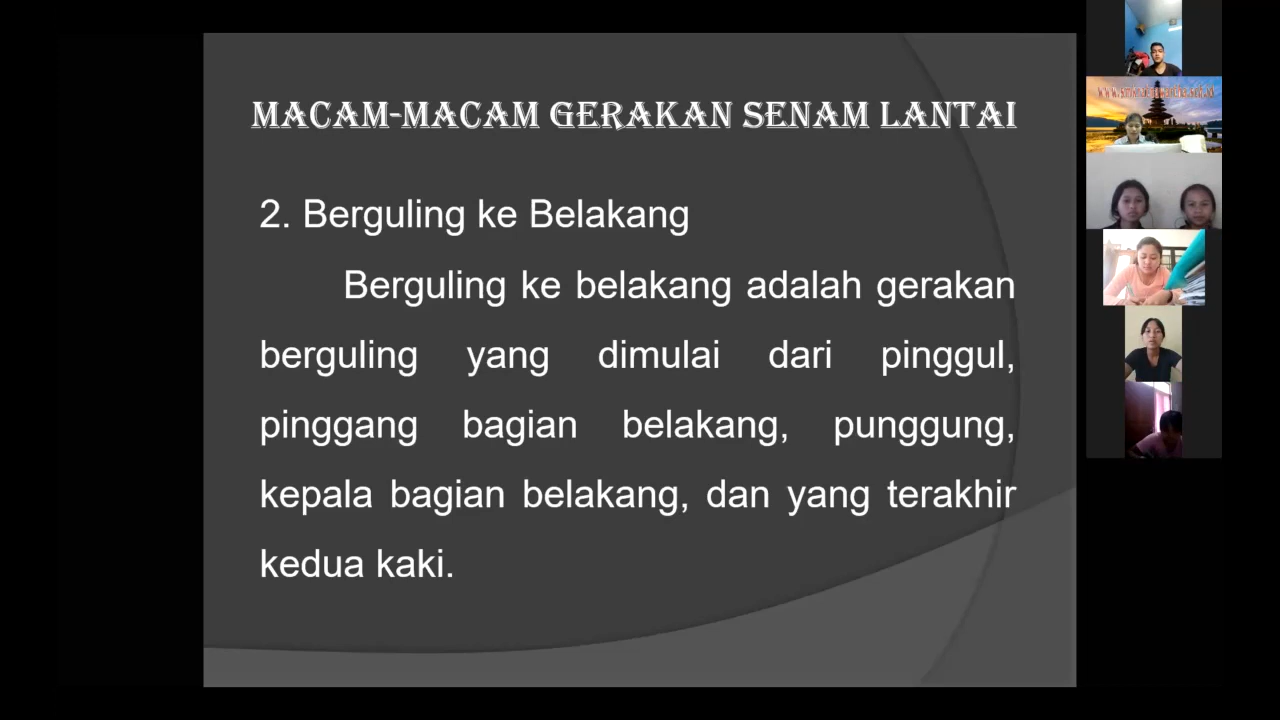 MACAM-MACAM GERAKAN SENAM LANTAI
2. Berguling ke Belakang
Berguling ke belakang adalah gerakan
berguling yang dimulai dari pinggul,
pinggang bagian belakang, punggung,
kepala bagian belakang, dan yang terakhir
kedua kaki.